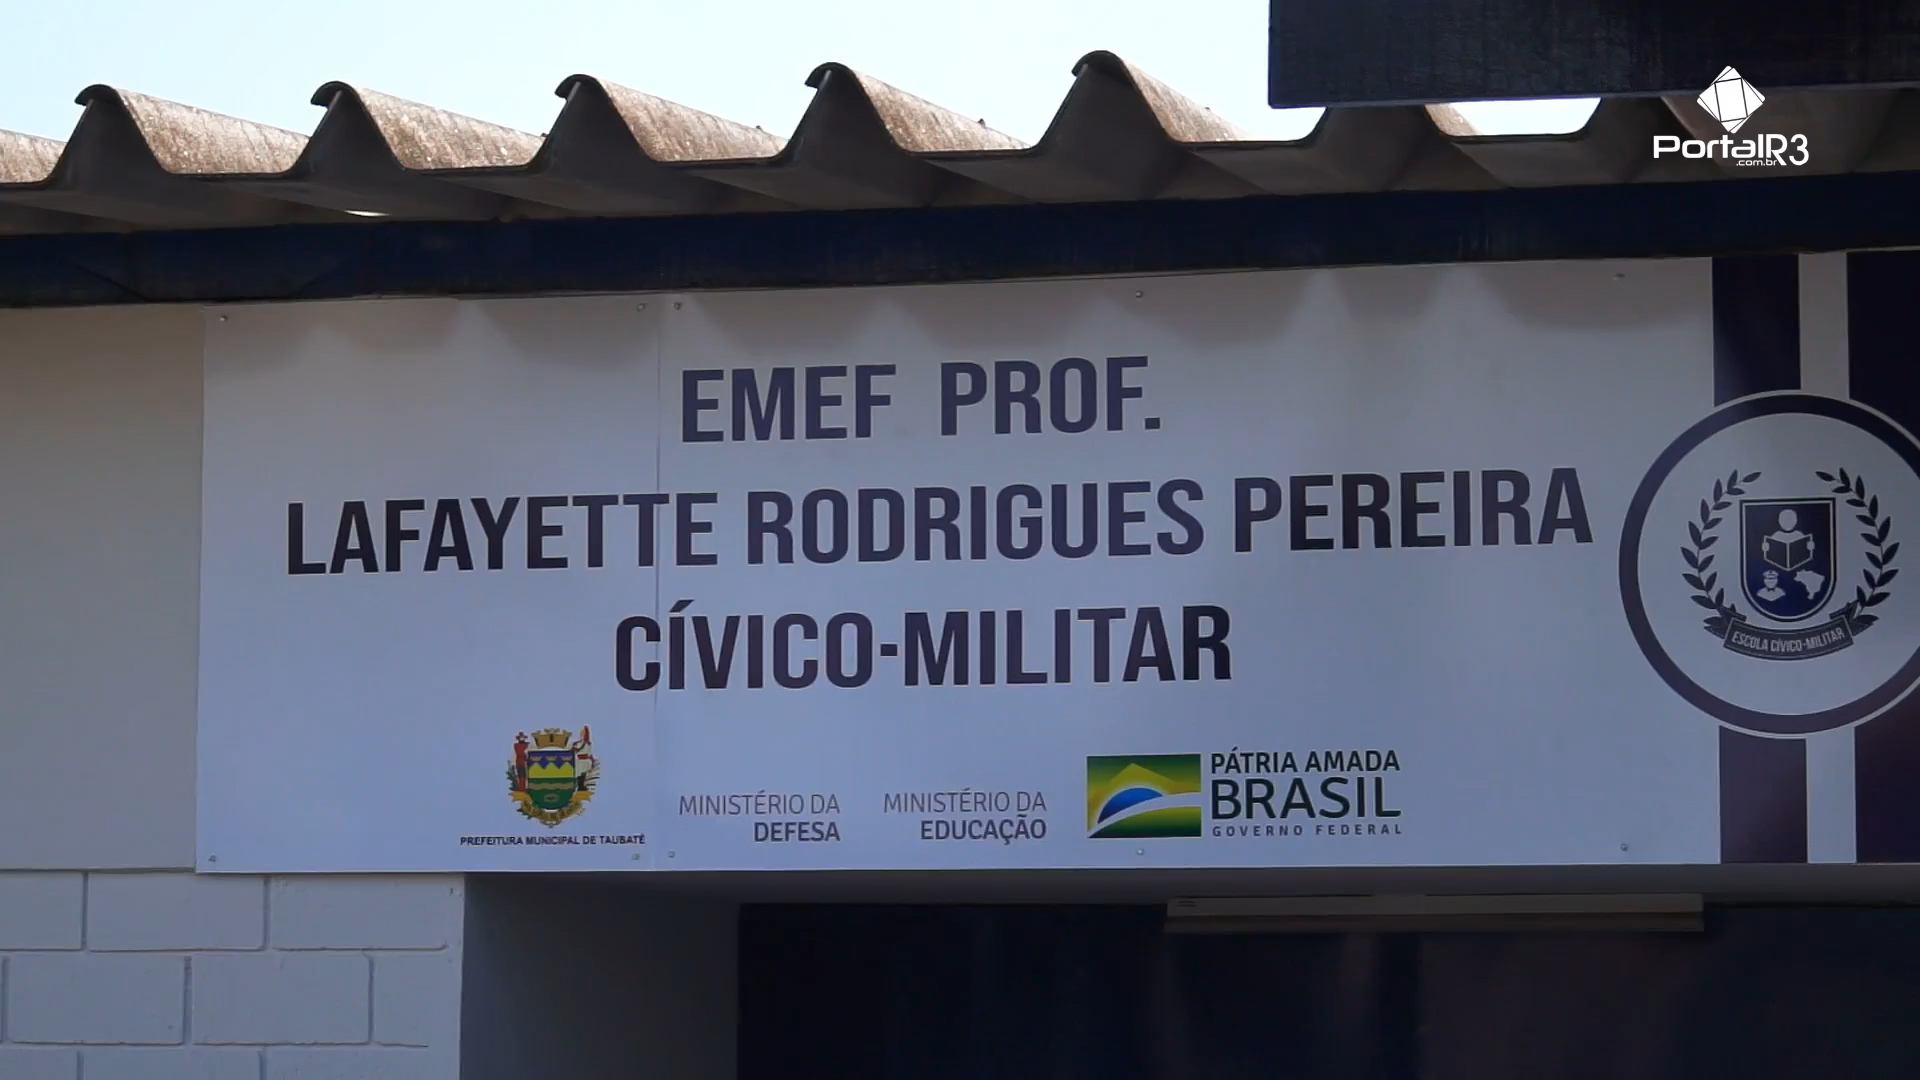 PortalR3
.com.br
EMEF PROF.
LAFAYETTE RODRIGUES PEREIRA
CÍVICO-MILITAR
ESCOLA CÍVICO-MILITAR
PREFEITURA MUNICIPAL DE TAUBATÉ
MINISTÉRIO DA
DEFESA
MINISTÉRIO DA
EDUCAÇÃO
PÁTRIA AMADA
BRASIL
GOVERNO FEDERAL